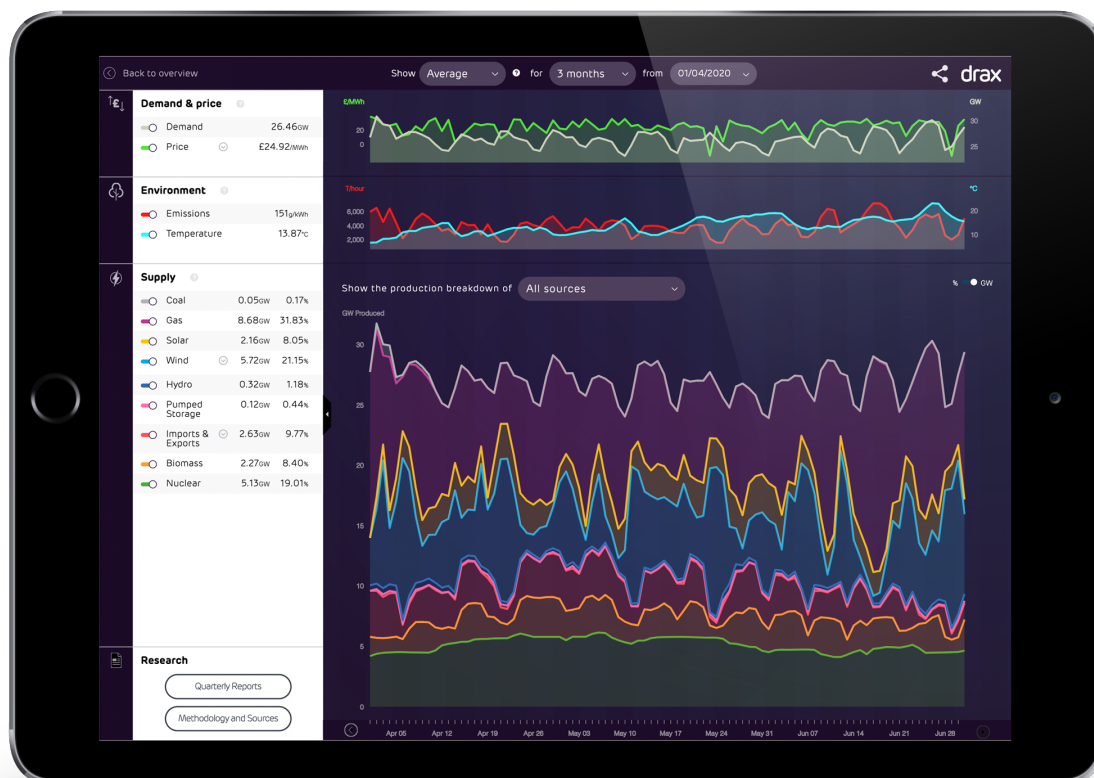 Back to overview
Show Average ? for 3 months from 01/04/2020
drax
↑£↓
Demand & price ?
Demand 26.46GW
Price £24.92/MWh
£/MWh
GW
20
0
30
25
Environment ?
Emissions 151g/kWh
Temperature 13.87°C
T/hour
°C
6,000
4,000
2,000
20
10
Supply ?
Coal 0.05GW 0.17%
Gas 8.68GW 31.83%
Solar 2.16GW 8.05%
Wind 5.72GW 21.15%
Hydro 0.32GW 1.18%
Pumped
Storage 0.12GW 0.44%
Imports &
Exports 2.63GW 9.77%
Biomass 2.27GW 8.40%
Nuclear 5.13GW 19.01%
Show the production breakdown of All sources
% GW
GW Produced
30
25
20
15
10
5
0
Apr 05 Apr 12 Apr 19 Apr 26 May 03 May 10 May 17 May 24 May 31 Jun 07 Jun 14 Jun 21 Jun 28
Research
Quarterly Reports
Methodology and Sources